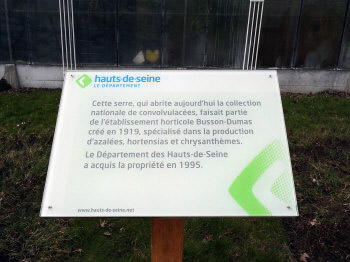 hauts-de-seine
LE DÉPARTEMENT
Cette serre, qui abrite aujourd'hui la collection
nationale de convolvulacées, faisait partie
de l'établissement horticole Busson-Dumas
créé en 1919, spécialisé dans la production
d'azalées, hortensias et chrysanthèmes.
Le Département des Hauts-de-Seine
a acquis la propriété en 1995.
www.hauts-de-seine.net